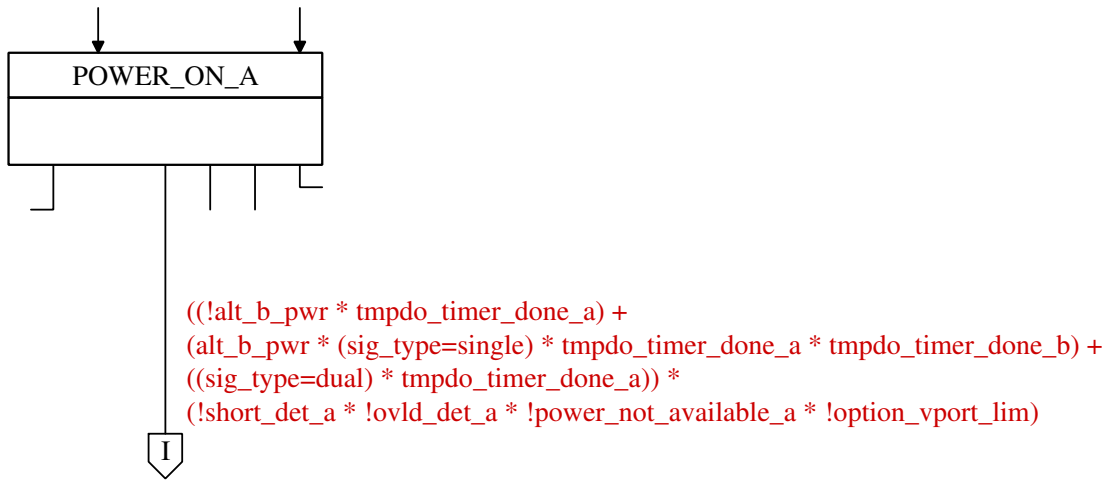 POWER_ON_A
((!alt_b_pwr * tmpdo_timer_done_a) +
(alt_b_pwr * (sig_type=single) * tmpdo_timer_done_a * tmpdo_timer_done_b) +
((sig_type=dual) * tmpdo_timer_done_a)) *
(!short_det_a * !ovld_det_a * !power_not_available_a * !option_vport_lim)
I